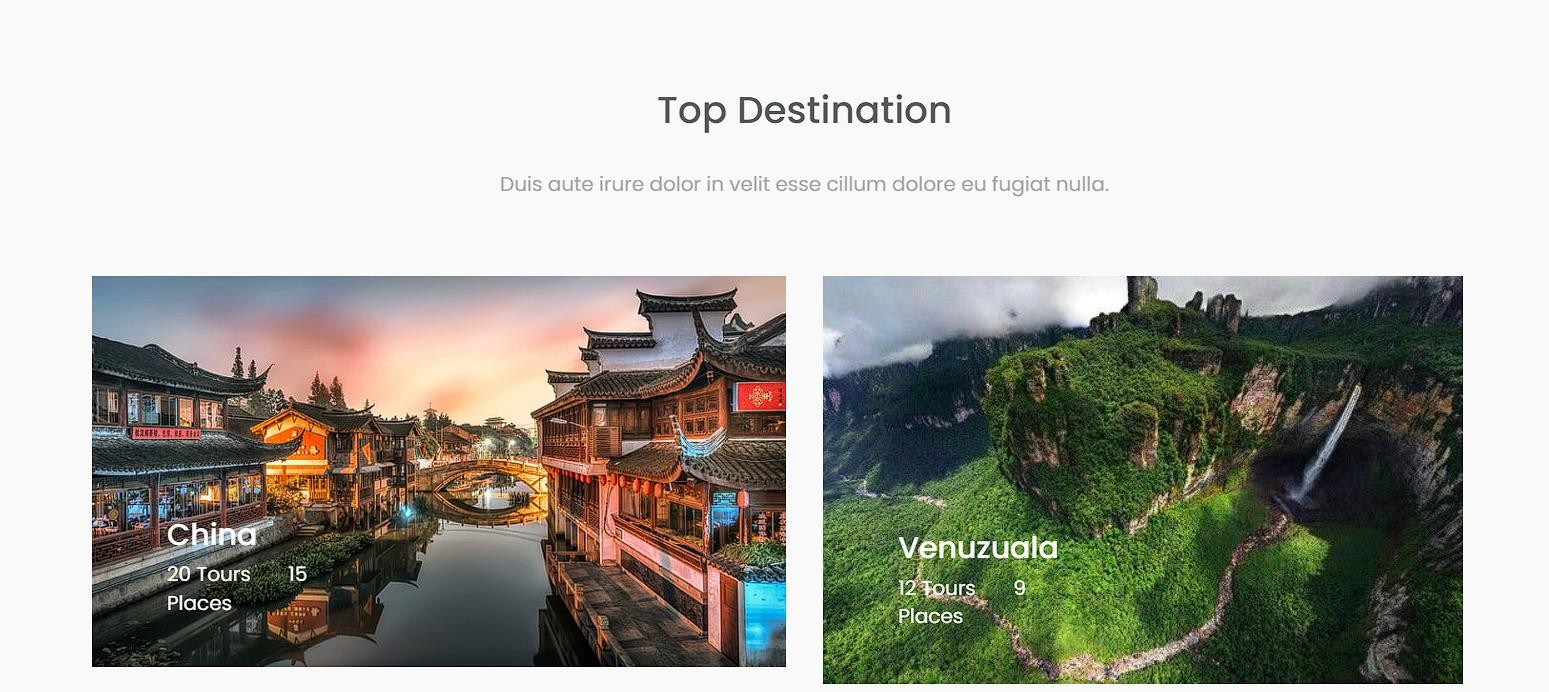 Top Destination
Duis aute irure dolor in velit esse cillum dolore eu fugiat nulla.
China
20 Tours 15
Places
Venuzuala
12 Tours 9
Places